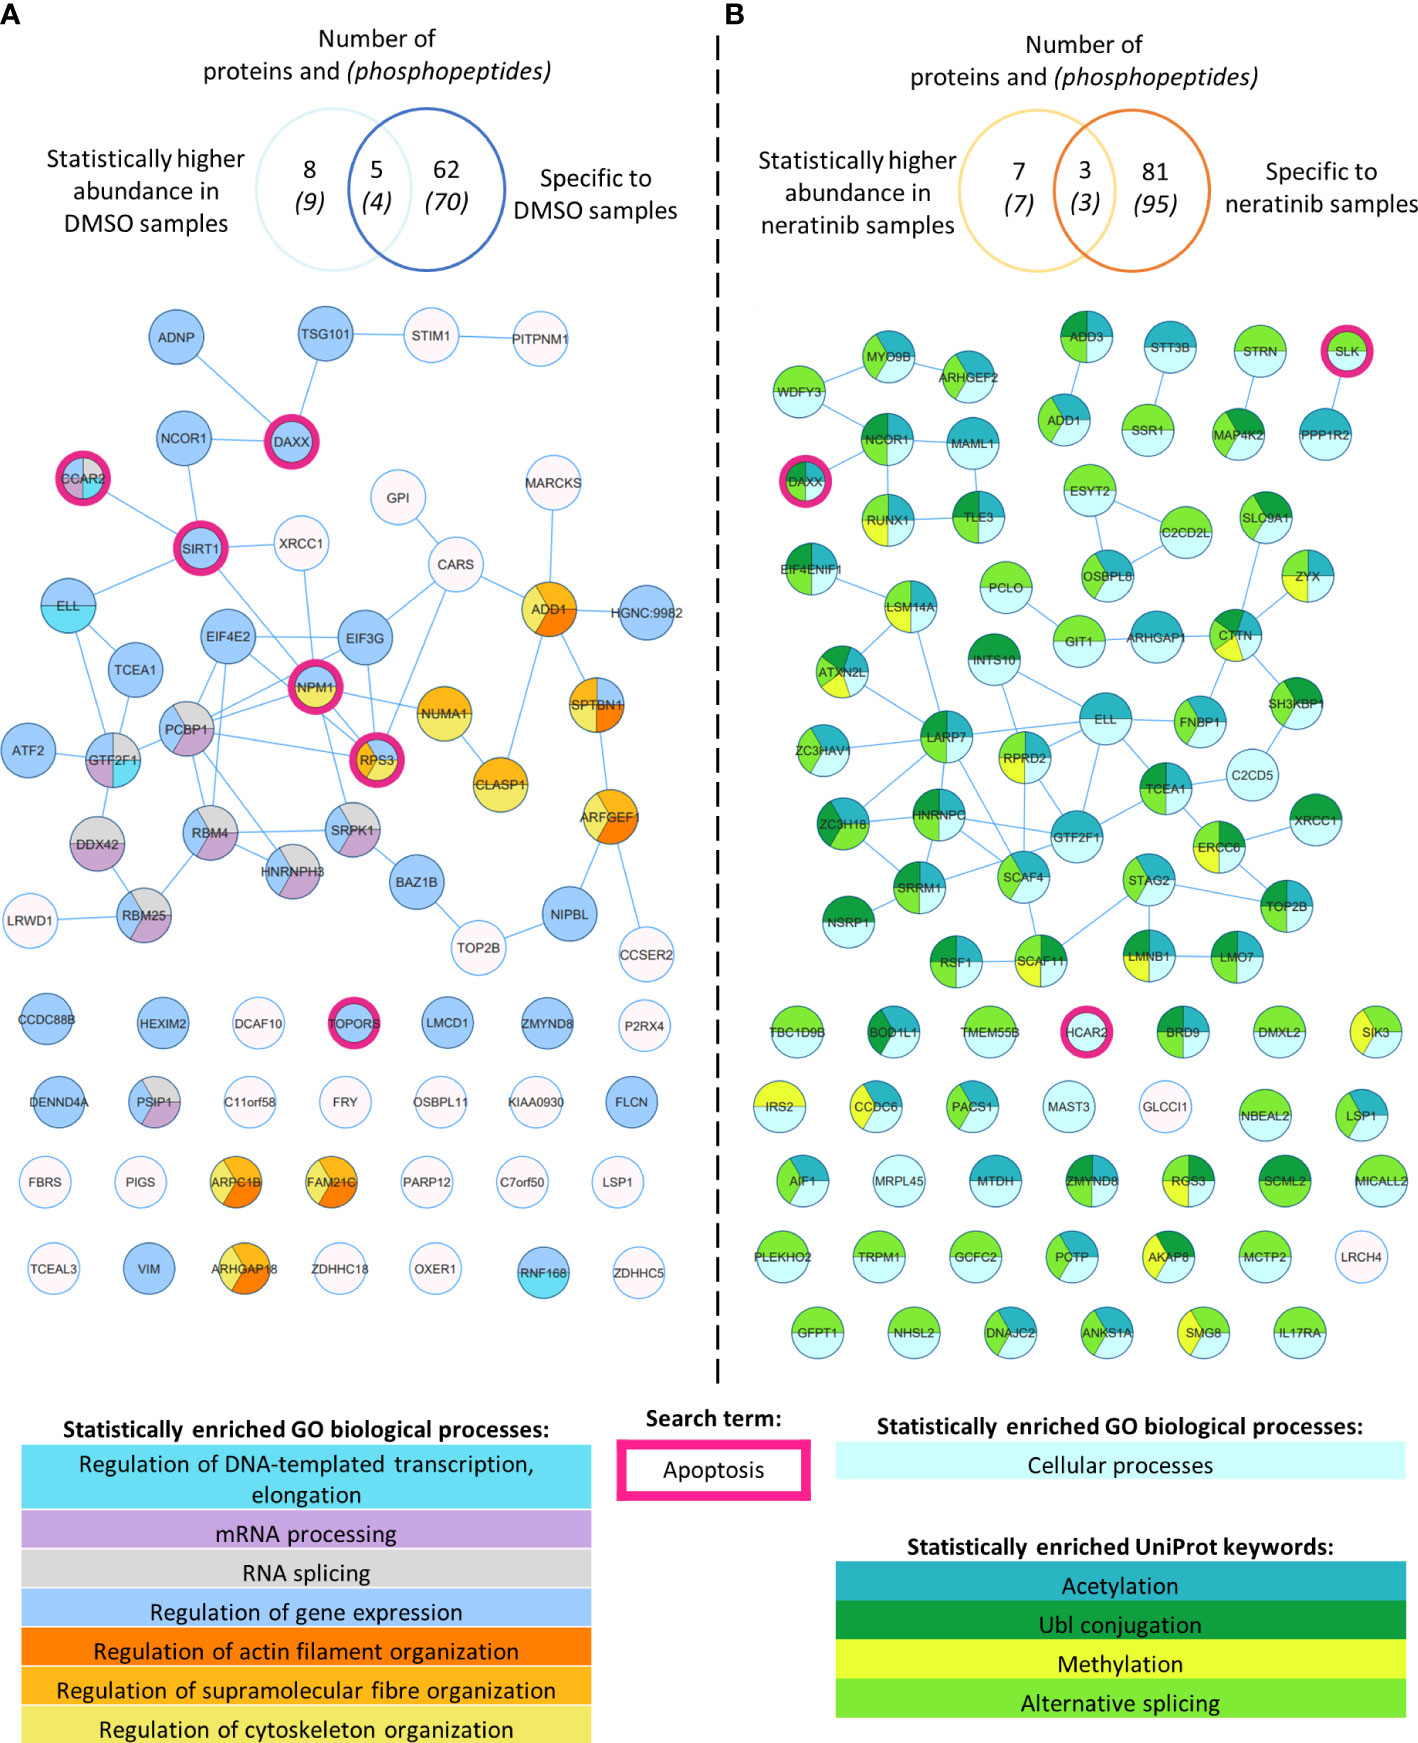 A
Number of
proteins and (phosphopeptides)
Statistically higher
abundance in
DMSO samples
8
(9)
5
(4)
62
(70)
Specific to
DMSO samples
ADNP
TSG101
STIM1
PITPNM1
NCOR1
DAXX
CCAR2
GPI
MARCKS
SIRT1
XRCC1
CARS
ELL
ADD1
HGNC:9982
EIF4E2
EIF3G
TCEA1
NPM1
NUMA1
SPTBN1
PCBP1
ATF2
GTF2F1
RPS3
CLASP1
ARFGEF1
DDX42
RBM4
SRPK1
HNRNPH3
BAZ1B
LRWD1
RBM25
NIPBL
TOP2B
CCSER2
CCDC88B
HEXIM2
DCAF10
TOPORS
LMCD1
ZMYND8
P2RX4
DENND4A
PSIP1
C11orf58
FRY
OSBPL11
KIAA0930
FLCN
FBRS
PIGS
ARPC1B
FAM21C
PARP12
C7orf50
LSP1
TCEAL3
VIM
ARHGAP18
ZDHHC18
OXER1
RNF168
ZDHHC5
B
Number of
proteins and (phosphopeptides)
Statistically higher
abundance in
neratinib samples
7
(7)
3
(3)
81
(95)
Specific to
neratinib samples
ADD3
STT3B
STRN
SLK
MYO9B
ARHGEF2
WDFY3
ADD1
SSR1
MAP4K2
PPP1R2
NCOR1
MAML1
DAXX
ESYT2
RUNX1
TLE3
SLC9A1
C2CD2L
EIF4ENIF1
OSBPL8
ZYX
PCLO
LSM14A
GIT1
ARHGAP1
CTTN
INTS10
ATXN2L
SH3KBP1
ELL
FNBP1
LARP7
ZC3HAV1
RPRD2
C2CD5
TCEA1
ZC3H18
HNRNPC
GTF2F1
XRCC1
ERCC6
SRRM1
SCAF4
STAG2
TOP2B
NSRP1
RSF1
SCAF11
LMNB1
LMO7
TBC1D9B
BOD1L1
TMEM55B
HCAR2
BRD9
DMXL2
SIK3
IRS2
CCDC6
PACS1
MAST3
GLCCI1
NBEAL2
LSP1
AIF1
MRPL45
MTDH
ZMYND8
RGS3
SCML2
MICALL2
PLEKHO2
TRPM1
GCFC2
PCTP
AKAP8
MCTP2
LRCH4
GFPT1
NHSL2
DNAJC2
ANKS1A
SMG8
IL17RA
Statistically enriched GO biological processes:
Regulation of DNA-templated transcription,
elongation
mRNA processing
RNA splicing
Regulation of gene expression
Regulation of actin filament organization
Regulation of supramolecular fibre organization
Regulation of cytoskeleton organization
Search term:
Apoptosis
Statistically enriched GO biological processes:
Cellular processes
Statistically enriched UniProt keywords:
Acetylation
Ubl conjugation
Methylation
Alternative splicing